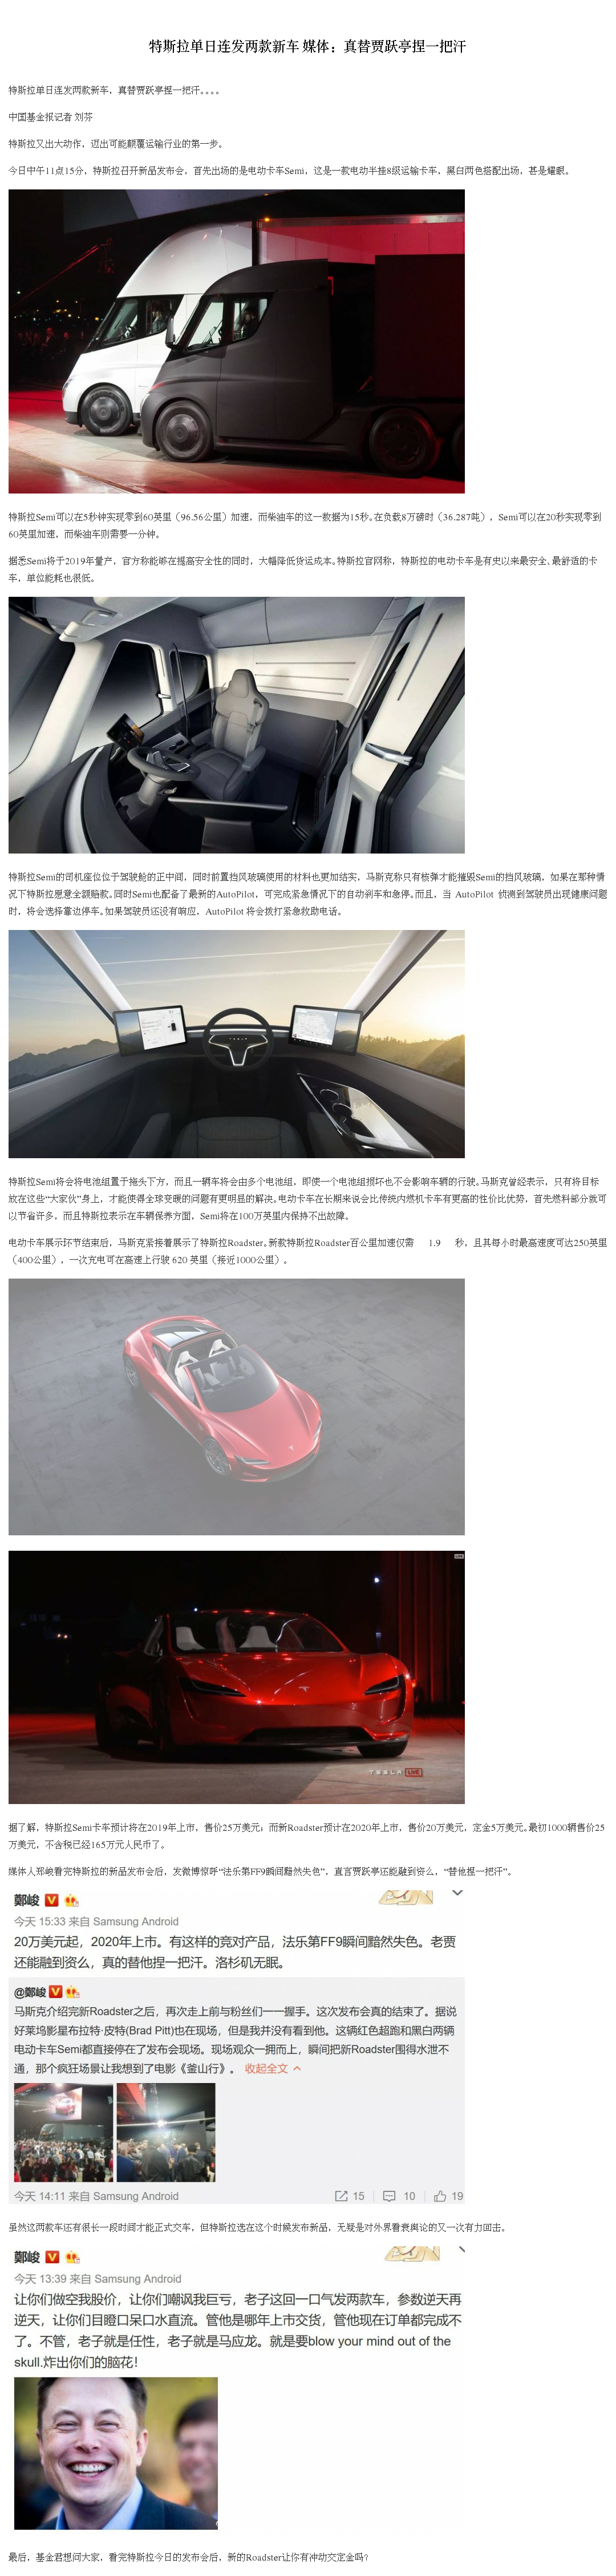 特斯拉单日连发两款新车 媒体：真替贾跃亭捏一把汗
特斯拉单日连发两款新车，真替贾跃亭捏一把汗。。。。
中国基金报记者 刘芬
特斯拉又出大动作，迈出可能颠覆运输行业的第一步。
今日中午11点15分，特斯拉召开新品发布会，首先出场的是电动卡车Semi，这是一款电动半挂8级运输卡车，黑白两色搭配出场，甚是耀眼。
特斯拉Semi可以在5秒钟实现零到60英里（96.56公里）加速，而柴油车的这一数据为15秒。在负载8万磅时（36.287吨），Semi可以在20秒实现零到
60英里加速，而柴油车则需要一分钟。
据悉Semi将于2019年量产，官方称能够在提高安全性的同时，大幅降低货运成本。特斯拉官网称，特斯拉的电动卡车是有史以来最安全、最舒适的卡
车，单位能耗也很低。
特斯拉Semi的司机座位位于驾驶舱的正中间，同时前置挡风玻璃使用的材料也更加结实，马斯克称只有核弹才能摧毁Semi的挡风玻璃，如果在那种情
况下特斯拉愿意全额赔款。同时Semi也配备了最新的AutoPilot，可完成紧急情况下的自动刹车和急停。而且，当 AutoPilot 侦测到驾驶员出现健康问题
时，将会选择靠边停车。如果驾驶员还没有响应，AutoPilot 将会拨打紧急救助电话。
TESLA
特斯拉Semi将会将电池组置于拖头下方，而且一辆车将会由多个电池组，即使一个电池组损坏也不会影响车辆的行驶。马斯克曾经表示，只有将目标
放在这些“大家伙”身上，才能使得全球变暖的问题有更明显的解决。电动卡车在长期来说会比传统内燃机卡车有更高的性价比优势，首先燃料部分就可
以节省许多，而且特斯拉表示在车辆保养方面，Semi将在100万英里内保持不出故障。
电动卡车展示环节结束后，马斯克紧接着展示了特斯拉Roadster。新款特斯拉Roadster百公里加速仅需 1.9 秒，且其每小时最高速度可达250英里
（400公里），一次充电可在高速上行驶 620 英里（接近1000公里）。
LIVE
TESLA LIVE
据了解，特斯拉Semi卡车预计将在2019年上市，售价25万美元；而新Roadster预计在2020年上市，售价20万美元，定金5万美元。最初1000辆售价25
万美元，不含税已经165万元人民币了。
媒体人郑峻看完特斯拉的新品发布会后，发微博惊呼“法乐第FF9瞬间黯然失色”，直言贾跃亭还能融到资么，“替他捏一把汗”。
鄭峻
今天 15:33 来自 Samsung Android
20万美元起，2020年上市。有这样的竞对产品，法乐第FF9瞬间黯然失色。老贾
还能融到资么，真的替他捏一把汗。洛杉矶无眠。
@鄭峻
马斯克介绍完新Roadster之后，再次走上前与粉丝们一一握手。这次发布会真的结束了。据说
好莱坞影星布拉特·皮特(Brad Pitt)也在现场，但是我并没有看到他。这辆红色超跑和黑白两辆
电动卡车Semi都直接停在了发布会现场。现场观众一拥而上，瞬间把新Roadster围得水泄不
通，那个疯狂场景让我想到了电影《釜山行》。 收起全文
今天 14:11 来自 Samsung Android 15 10 19
虽然这两款车还有很长一段时间才能正式交车，但特斯拉选在这个时候发布新品，无疑是对外界看衰舆论的又一次有力回击。
鄭峻
今天 13:39 来自 Samsung Android
让你们做空我股价，让你们嘲讽我巨亏，老子这回一口气发两款车，参数逆天再
逆天，让你们目瞪口呆口水直流。管他是哪年上市交货，管他现在订单都完成不
了。不管，老子就是任性，老子就是马应龙。就是要blow your mind out of the
skull.炸出你们的脑花！
最后，基金君想问大家，看完特斯拉今日的发布会后，新的Roadster让你有冲动交定金吗？